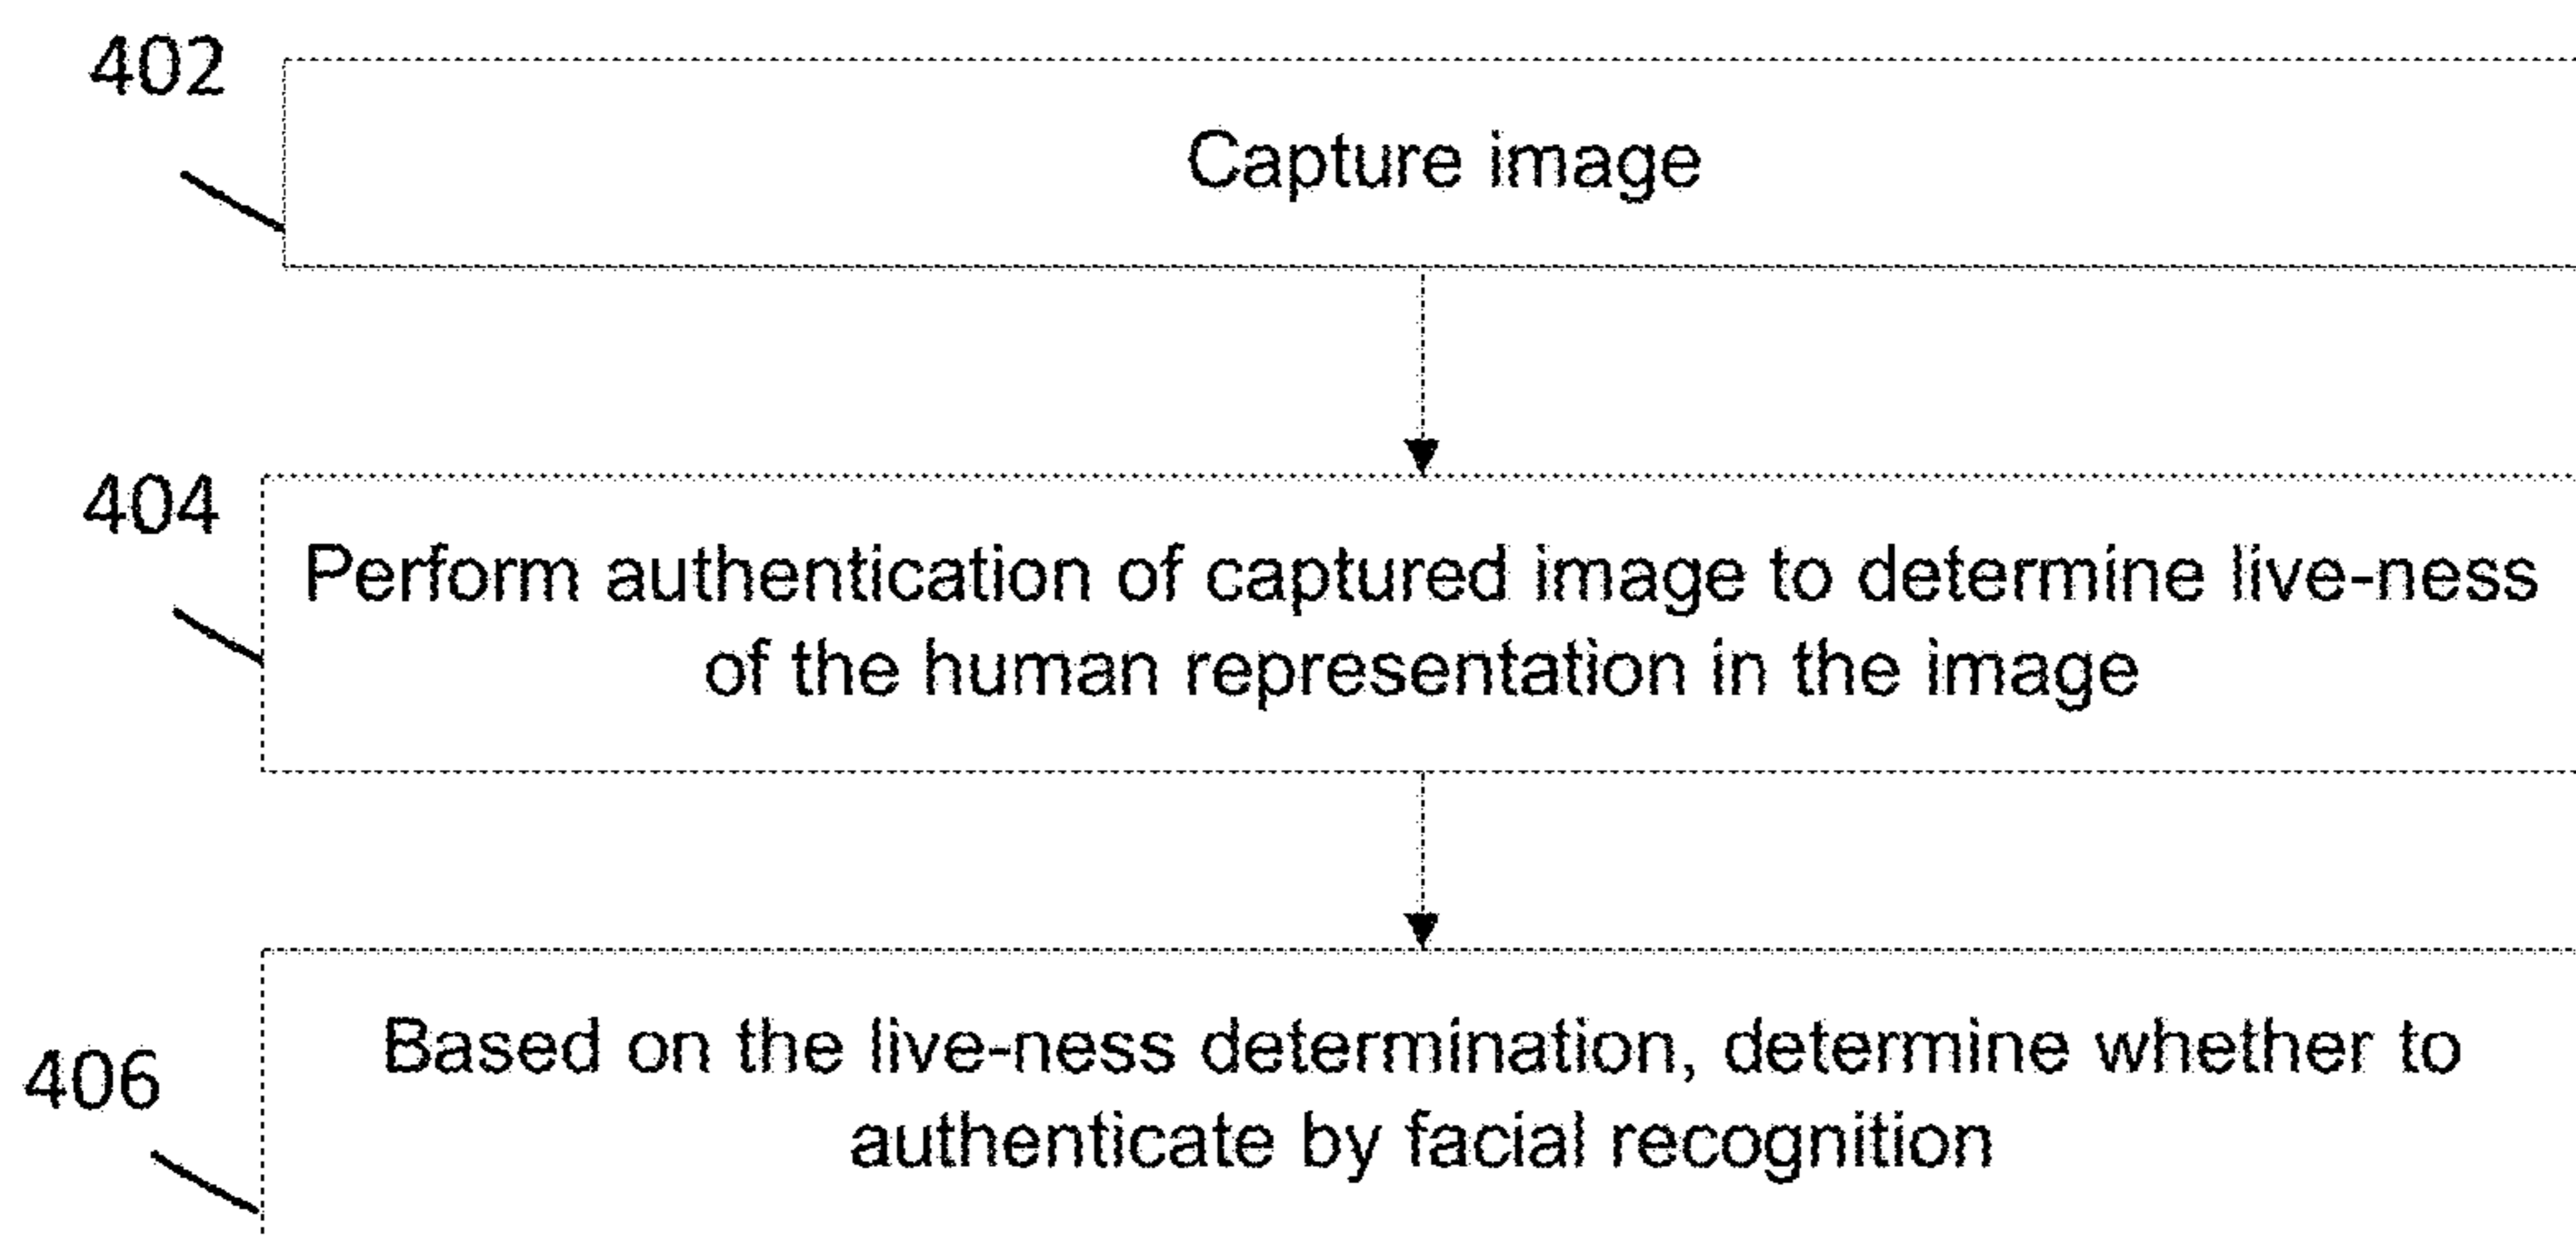 402
Capture image
404
Perform authentication of captured image to determine live-ness
of the human representation in the image
406
Based on the live-ness determination, determine whether to
authenticate by facial recognition